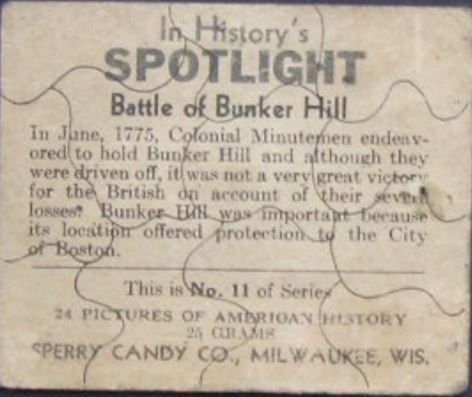 In History's
SPOTLIGHT
Battle of Bunker Hill
In June, 1775, Colonial Minutemen endeav-
ored to hold Bunker Hill and although they
were driven off, it was not a very great victory
for the British on account of their severe
losses. Bunker Hill was important because
its location offered protection to the City
of Boston.
This is No. 11 of Series
24 PICTURES OF AMERICAN HISTORY
25 GRAMS
SPERRY CANDY CO., MILWAUKEE, WIS.